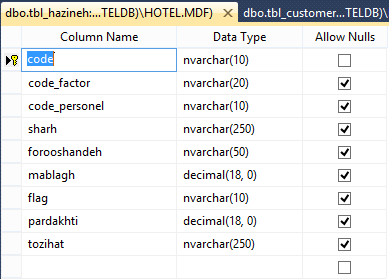 dbo.tbl_hazineh:...TELDB)\HOTEL.MDF)
dbo.tbl_customer...TELDB)\
Column Name Data Type Allow Nulls
code nvarchar(10)
code_factor nvarchar(20)
code_personel nvarchar(10)
sharh nvarchar(250)
forooshandeh nvarchar(50)
mablagh decimal(18, 0)
flag nvarchar(10)
pardakhti decimal(18, 0)
tozihat nvarchar(250)